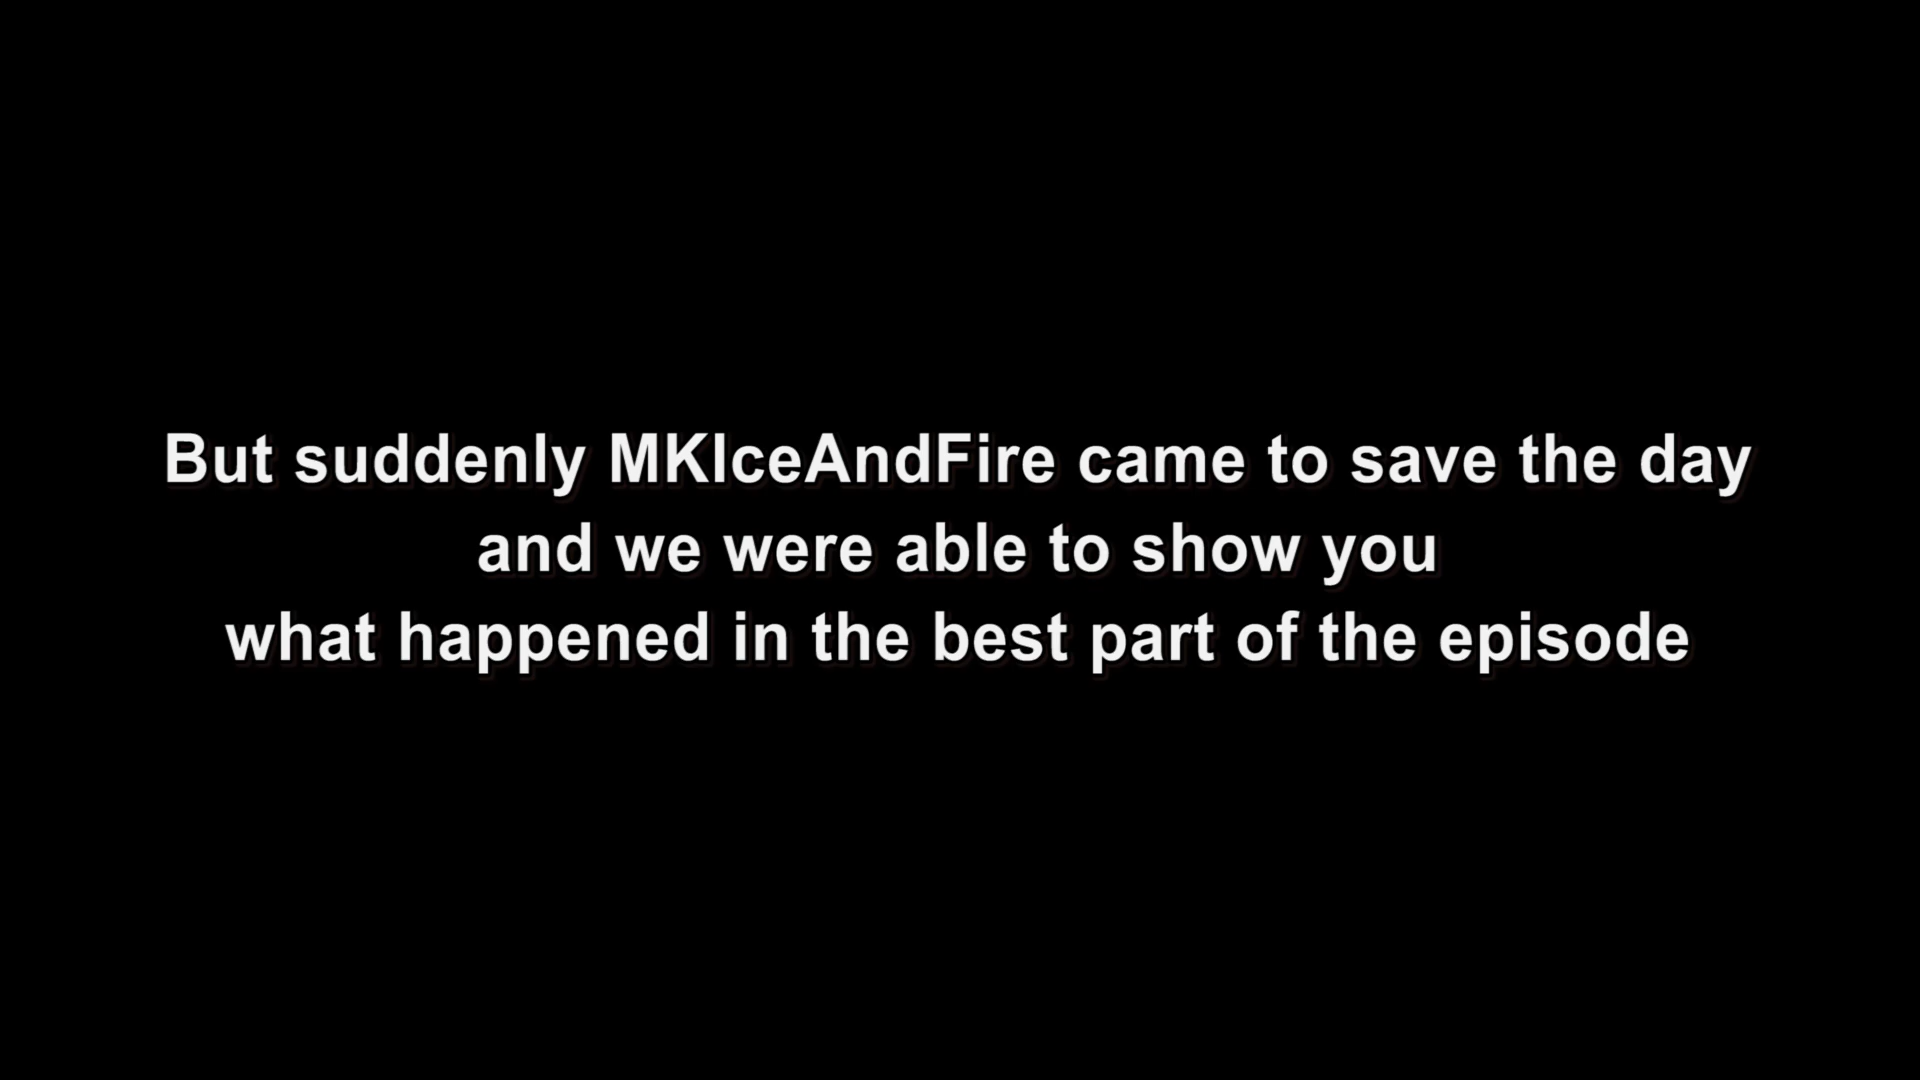 But suddenly MKIceAndFire came to save the day
and we were able to show you
what happened in the best part of the episode